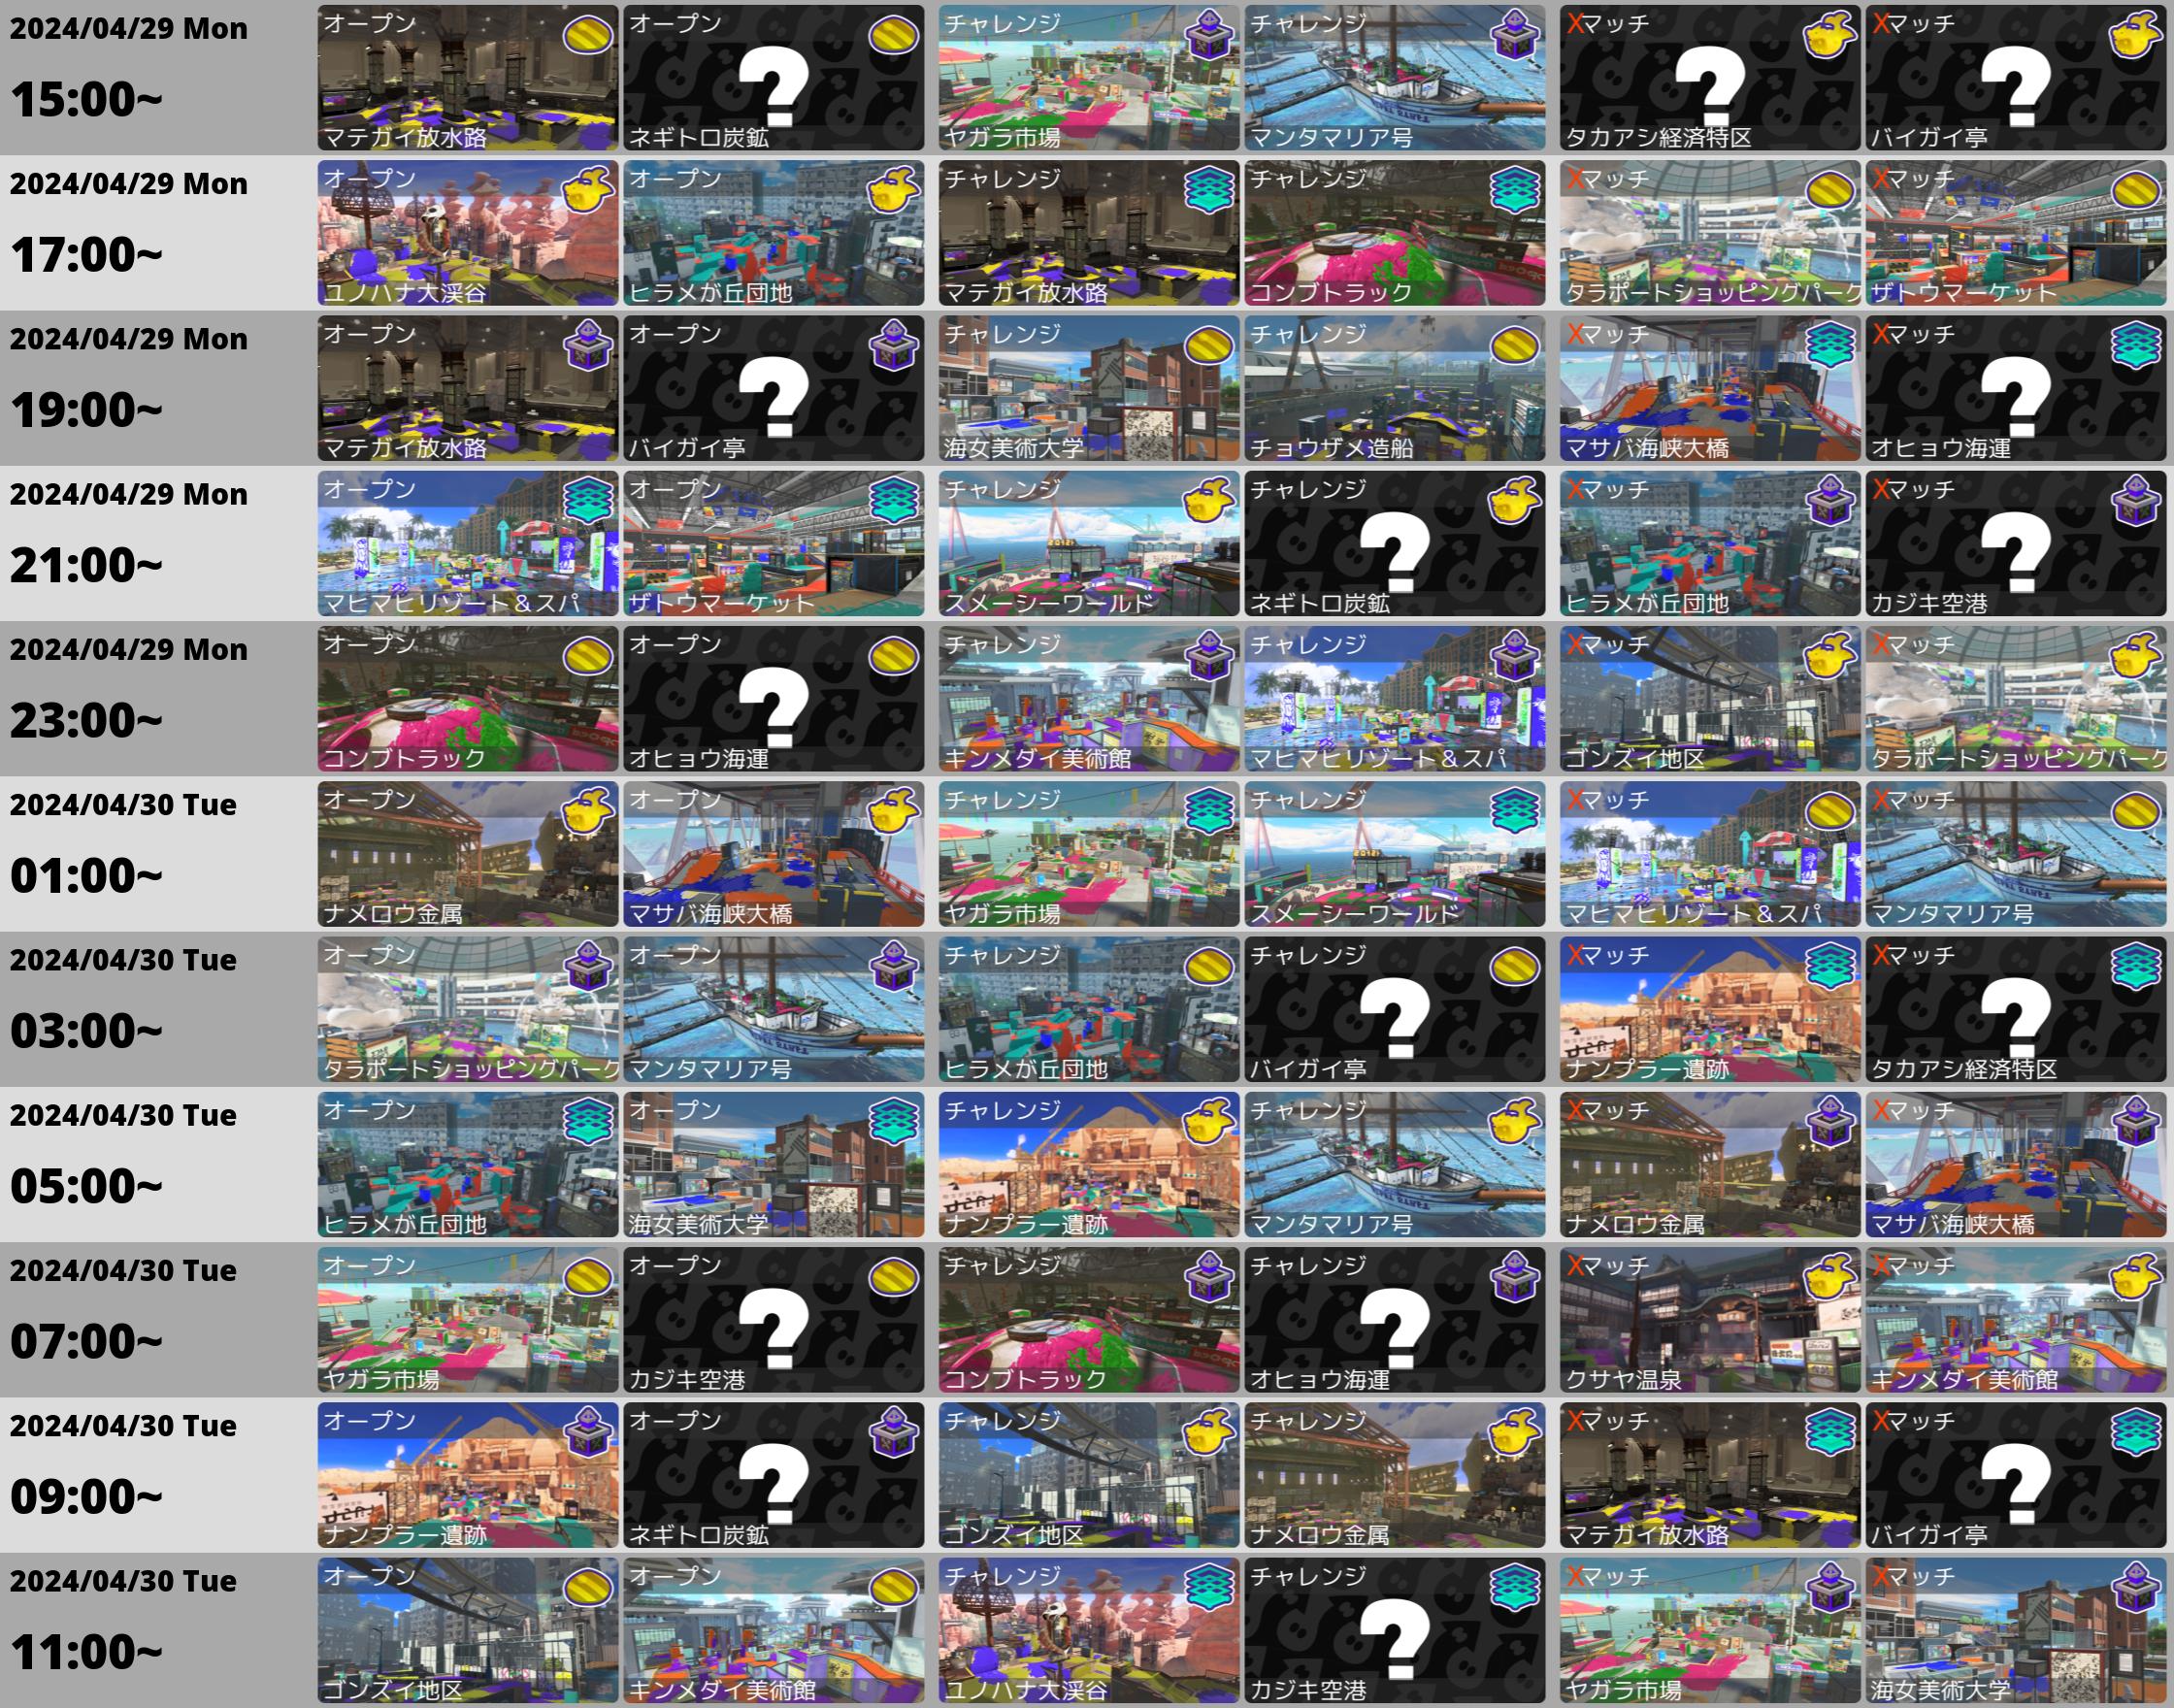 2024/04/29 Mon
15:00~
オープン
マテガイ放水路
オープン
ネギトロ炭鉱
チャレンジ
ヤガラ市場
チャレンジ
マンタマリア号
Xマッチ
タカアシ経済特区
Xマッチ
バイガイ亭
2024/04/29 Mon
17:00~
オープン
ユノハナ大渓谷
オープン
ヒラメが丘団地
チャレンジ
マテガイ放水路
チャレンジ
コンブトラック
Xマッチ
タラポートショッピングパーク
Xマッチ
ザトウマーケット
2024/04/29 Mon
19:00~
オープン
マテガイ放水路
オープン
バイガイ亭
チャレンジ
海女美術大学
チャレンジ
チョウザメ造船
Xマッチ
マサバ海峡大橋
Xマッチ
オヒョウ海運
2024/04/29 Mon
21:00~
オープン
マヒマヒリゾート＆スパ
オープン
ザトウマーケット
チャレンジ
スメーシーワールド
チャレンジ
ネギトロ炭鉱
Xマッチ
ヒラメが丘団地
Xマッチ
カジキ空港
2024/04/29 Mon
23:00~
オープン
コンブトラック
オープン
オヒョウ海運
チャレンジ
キンメダイ美術館
チャレンジ
マヒマヒリゾート＆スパ
Xマッチ
ゴンズイ地区
Xマッチ
タラポートショッピングパーク
2024/04/30 Tue
01:00~
オープン
ナメロウ金属
オープン
マサバ海峡大橋
チャレンジ
ヤガラ市場
チャレンジ
スメーシーワールド
Xマッチ
マヒマヒリゾート＆スパ
Xマッチ
マンタマリア号
2024/04/30 Tue
03:00~
オープン
タラポートショッピングパーク
オープン
マンタマリア号
チャレンジ
ヒラメが丘団地
チャレンジ
バイガイ亭
Xマッチ
ナンプラー遺跡
Xマッチ
タカアシ経済特区
2024/04/30 Tue
05:00~
オープン
ヒラメが丘団地
オープン
海女美術大学
チャレンジ
ナンプラー遺跡
チャレンジ
マンタマリア号
Xマッチ
ナメロウ金属
Xマッチ
マサバ海峡大橋
2024/04/30 Tue
07:00~
オープン
ヤガラ市場
オープン
カジキ空港
チャレンジ
コンブトラック
チャレンジ
オヒョウ海運
Xマッチ
クサヤ温泉
Xマッチ
キンメダイ美術館
2024/04/30 Tue
09:00~
オープン
ナンプラー遺跡
オープン
ネギトロ炭鉱
チャレンジ
ゴンズイ地区
チャレンジ
ナメロウ金属
Xマッチ
マテガイ放水路
Xマッチ
バイガイ亭
2024/04/30 Tue
11:00~
オープン
ゴンズイ地区
オープン
キンメダイ美術館
チャレンジ
ユノハナ大渓谷
チャレンジ
カジキ空港
Xマッチ
ヤガラ市場
Xマッチ
海女美術大学